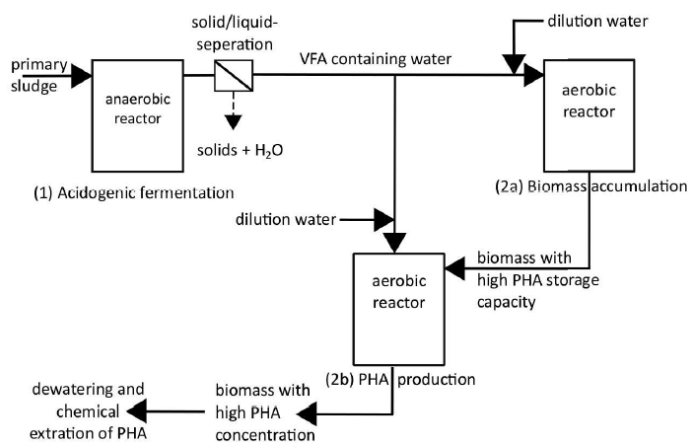 solid/liquid-
seperation
dilution water
primary
sludge
VFA containing water
anaerobic
reactor
aerobic
reactor
solids + H₂O
(1) Acidogenic fermentation
(2a) Biomass accumulation
dilution water
aerobic
reactor
biomass with
high PHA storage
capacity
(2b) PHA production
dewatering and
chemical
extration of PHA
biomass with
high PHA
concentration